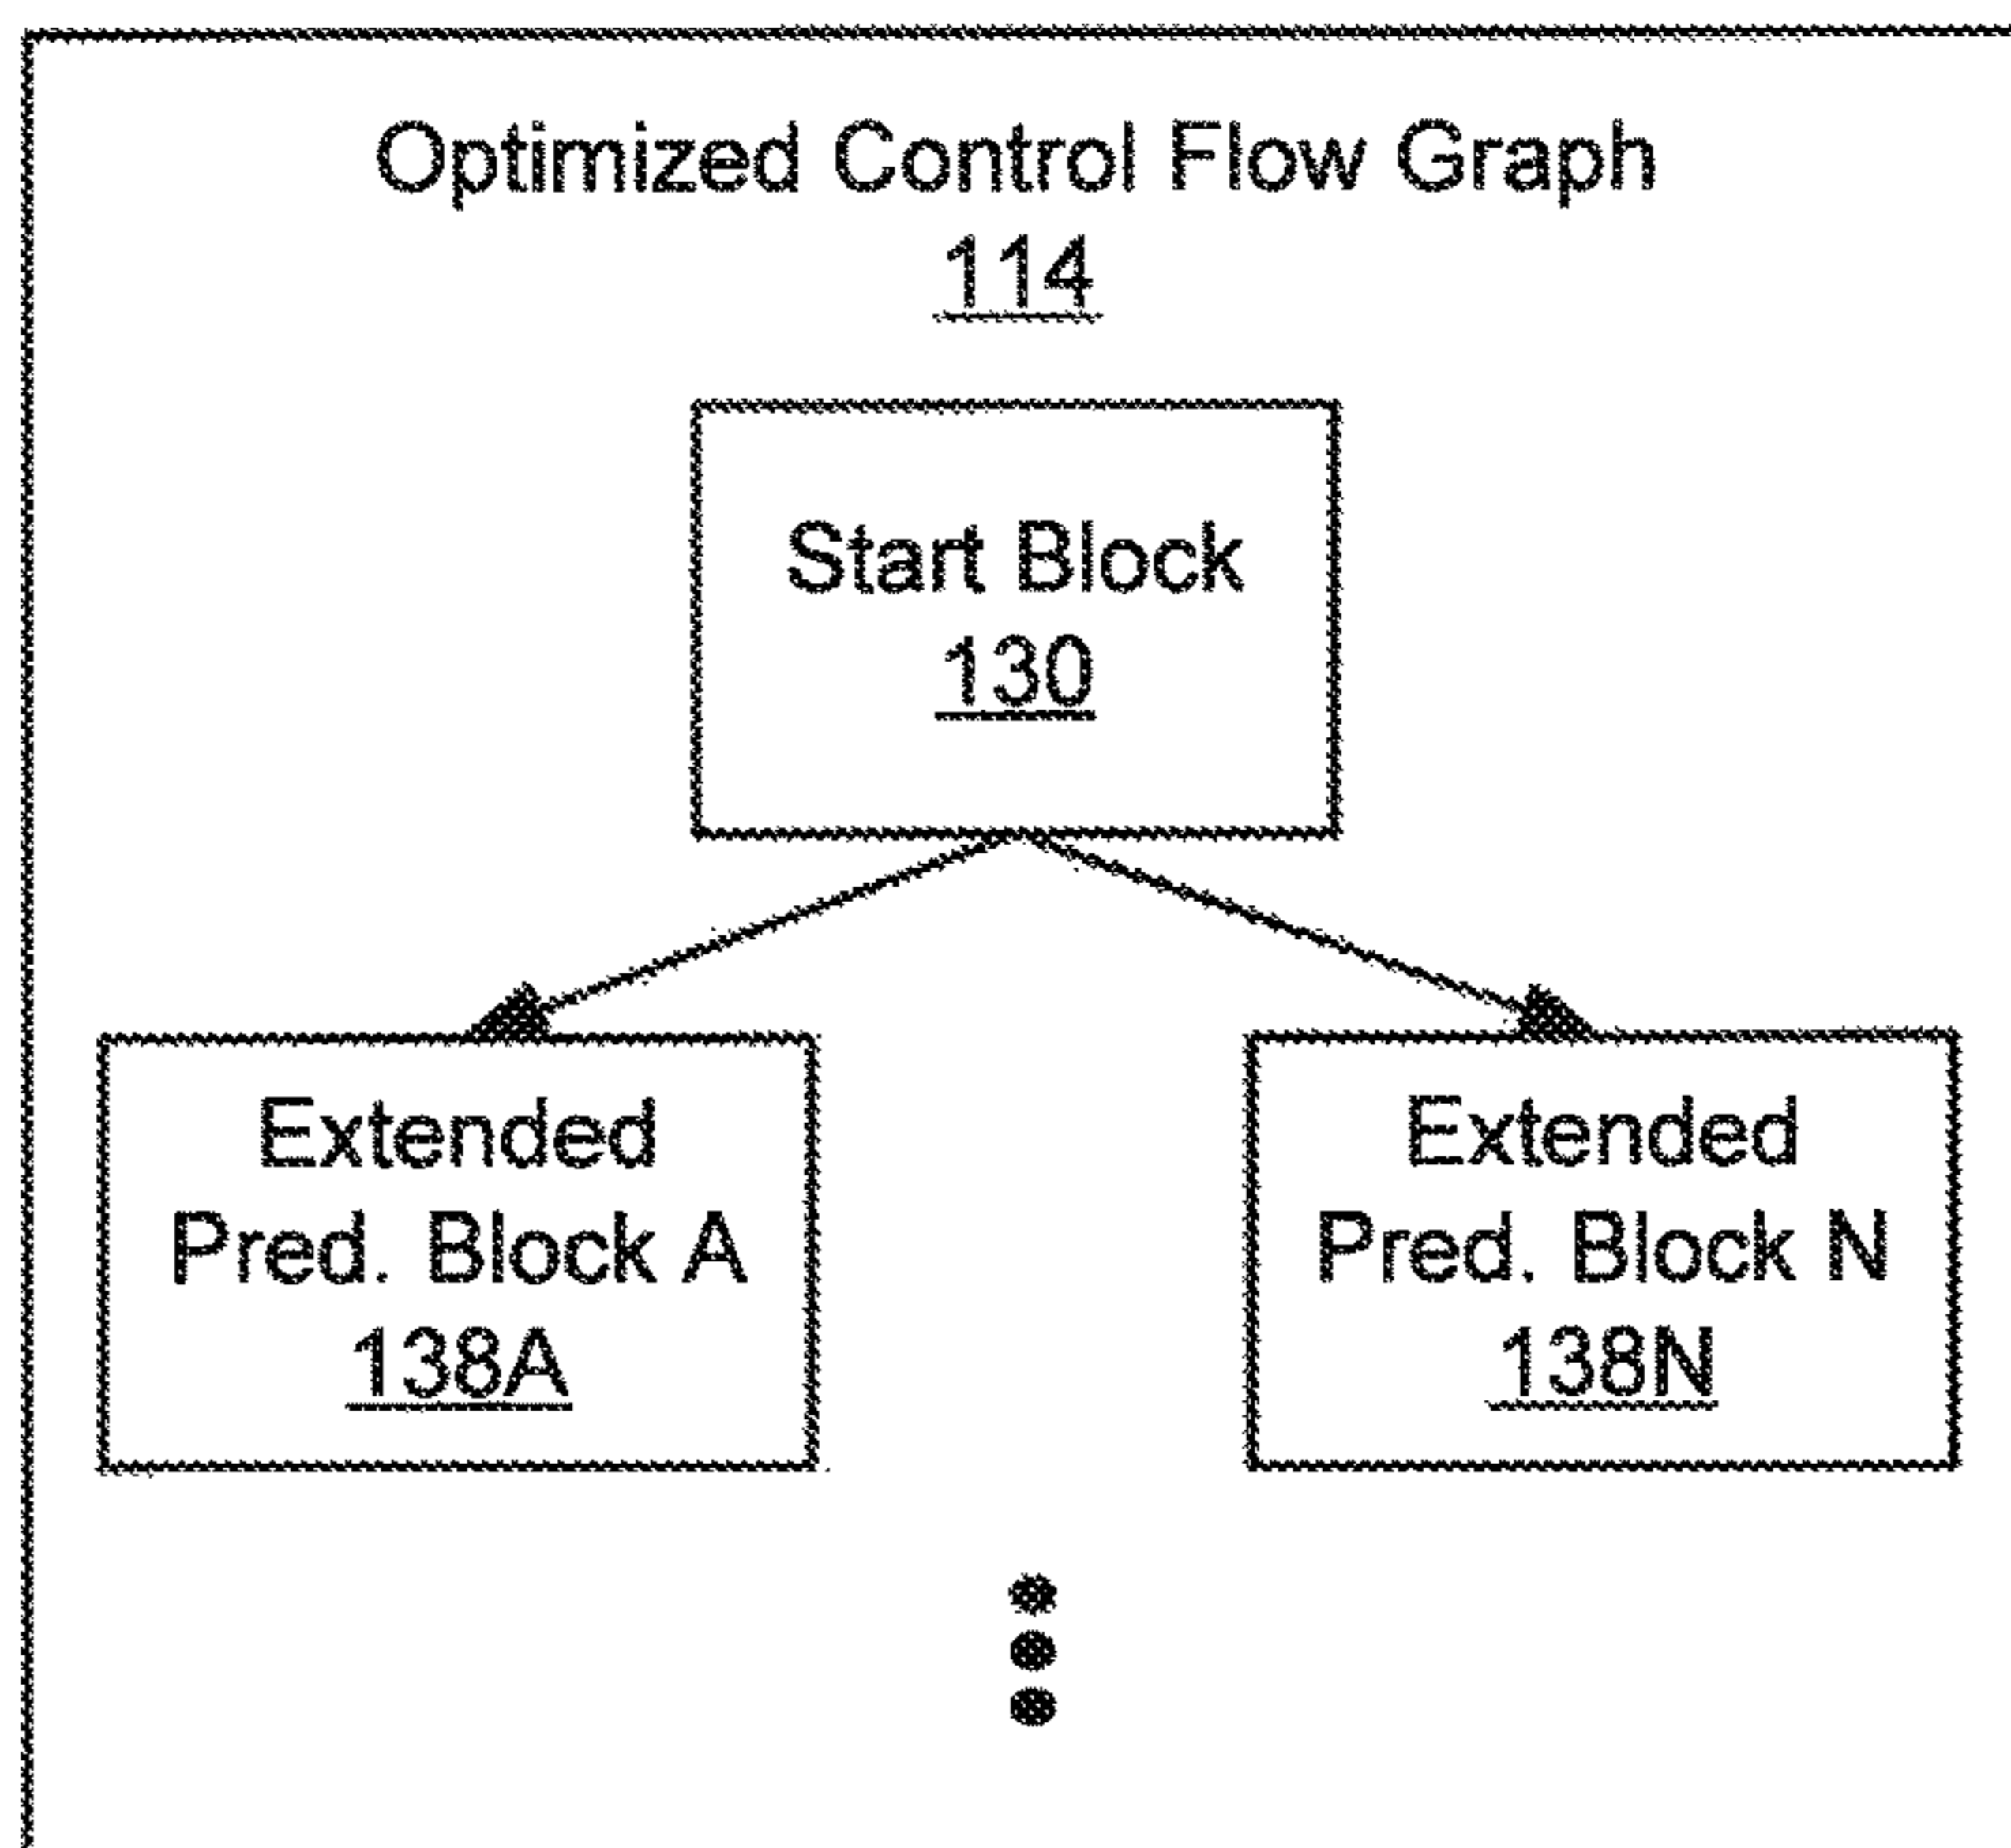 Optimized Control Flow Graph
114
Start Block
130
Extended
Pred. Block A
138A
Extended
Pred. Block N
138N